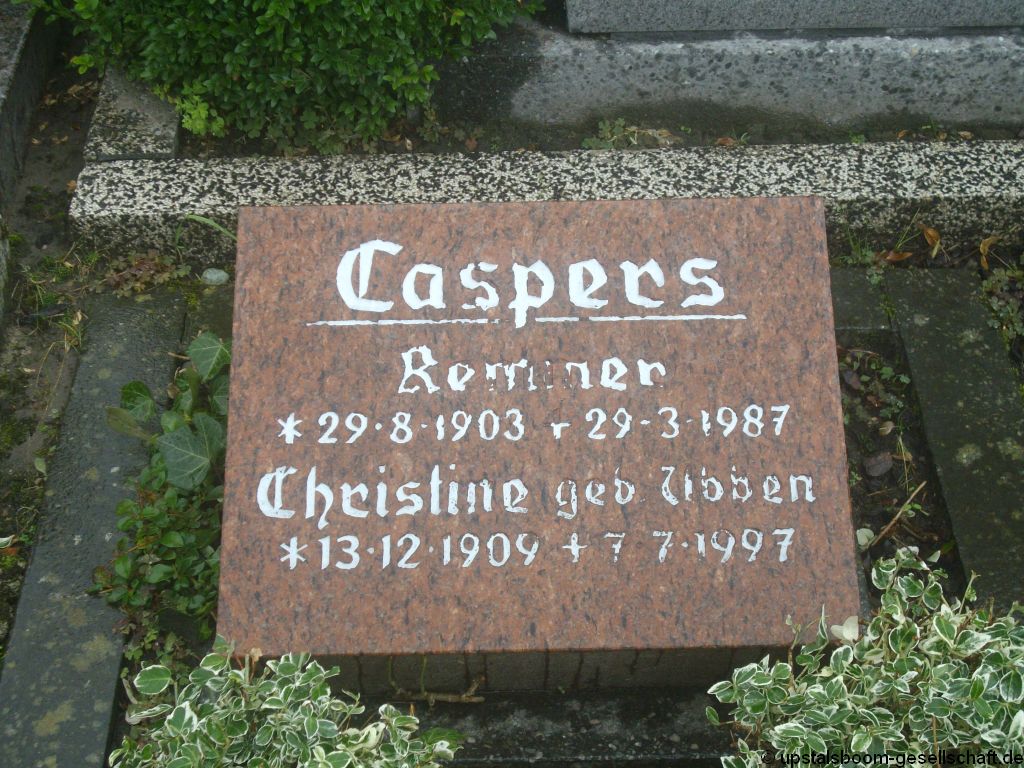 Caspers
Remmer
* 29·8·1903 + 29·3·1987
Christine geb. Ubben
* 13·12·1909 + 7·7·1997
© upstalsboom-gesellschaft.de